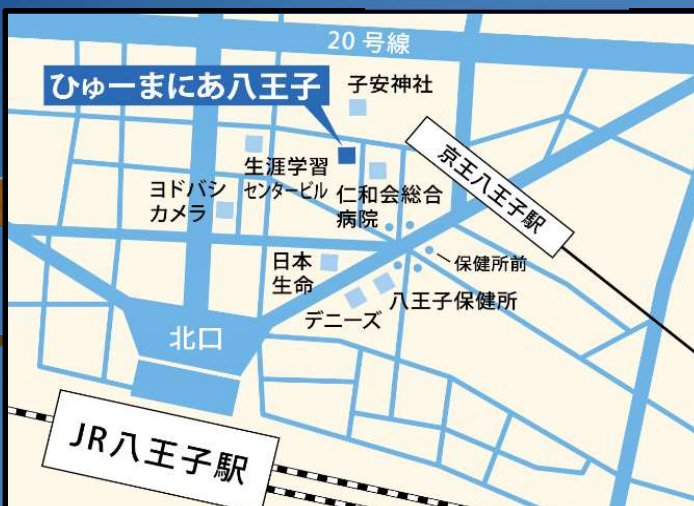 20号線
ひゅーまにあ八王子
子安神社
京王八王子駅
生涯学習
センタービル
仁和会総合
病院
ヨドバシ
カメラ
保健所前
日本
生命
八王子保健所
デニーズ
北口
JR八王子駅